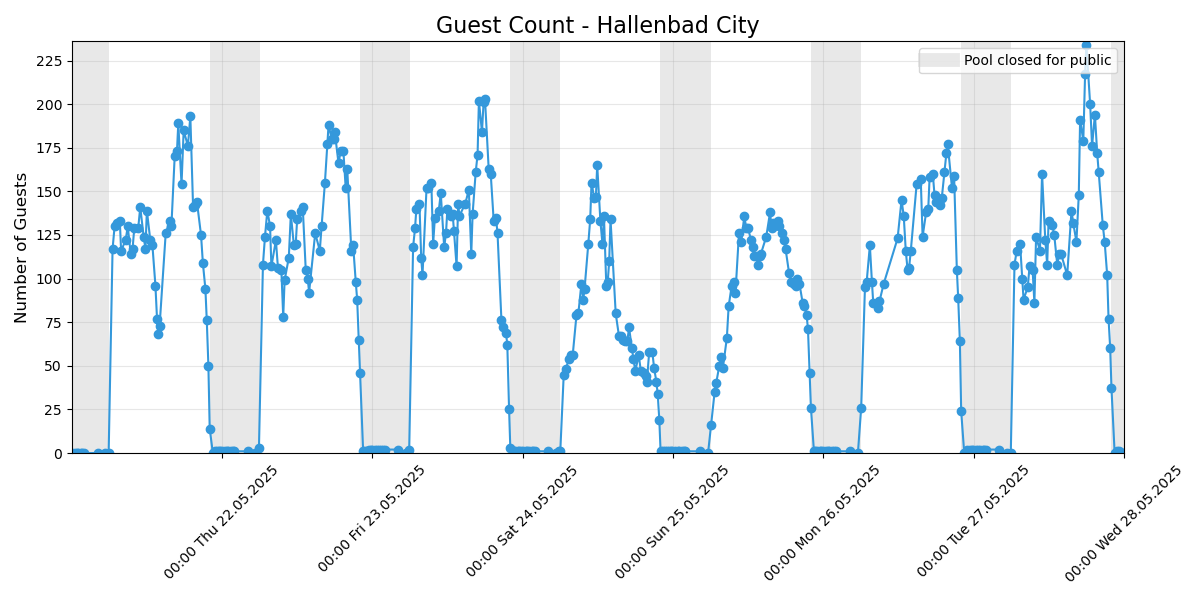 Guest Count - Hallenbad City
Pool closed for public
Number of Guests
225
200
175
150
125
100
75
50
25
0
00:00 Thu 22.05.2025
00:00 Fri 23.05.2025
00:00 Sat 24.05.2025
00:00 Sun 25.05.2025
00:00 Mon 26.05.2025
00:00 Tue 27.05.2025
00:00 Wed 28.05.2025